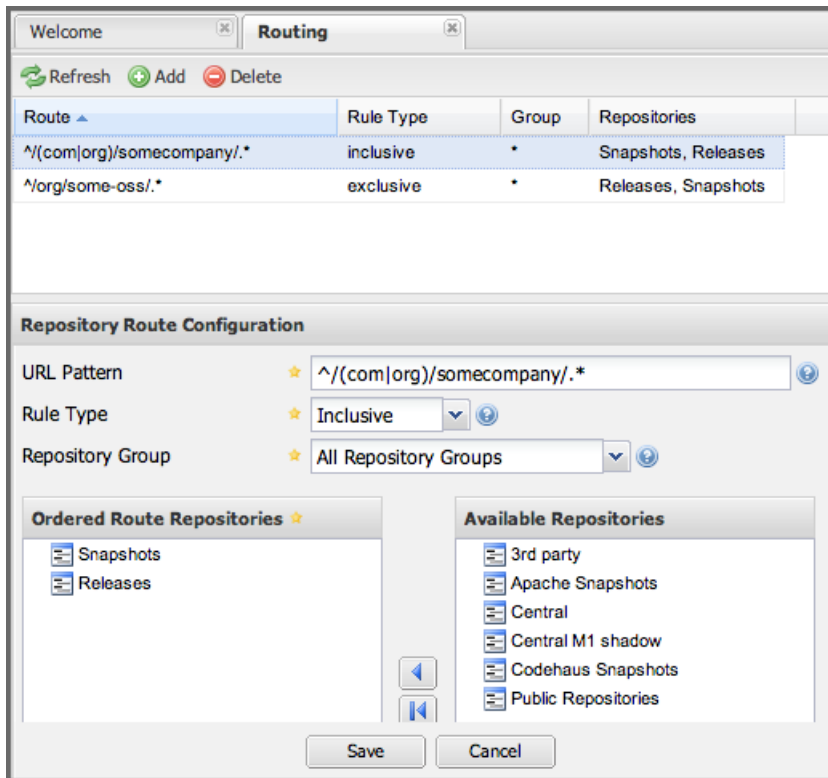 Welcome
Routing
Refresh Add Delete
Route Rule Type Group Repositories
^/(com|org)/somecompany/.* inclusive * Snapshots, Releases
^/org/some-oss/.* exclusive * Releases, Snapshots
Repository Route Configuration
URL Pattern ^/(com|org)/somecompany/.*
Rule Type Inclusive
Repository Group All Repository Groups
Ordered Route Repositories
Snapshots
Releases
Available Repositories
3rd party
Apache Snapshots
Central
Central M1 shadow
Codehaus Snapshots
Public Repositories
Save Cancel